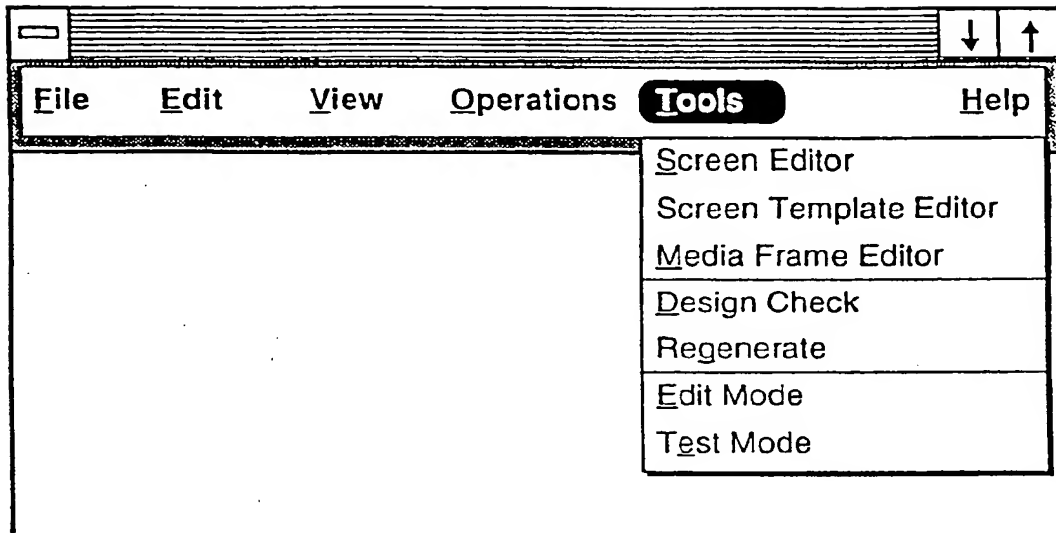 File Edit View Operations Tools Help
Screen Editor
Screen Template Editor
Media Frame Editor
Design Check
Regenerate
Edit Mode
Test Mode